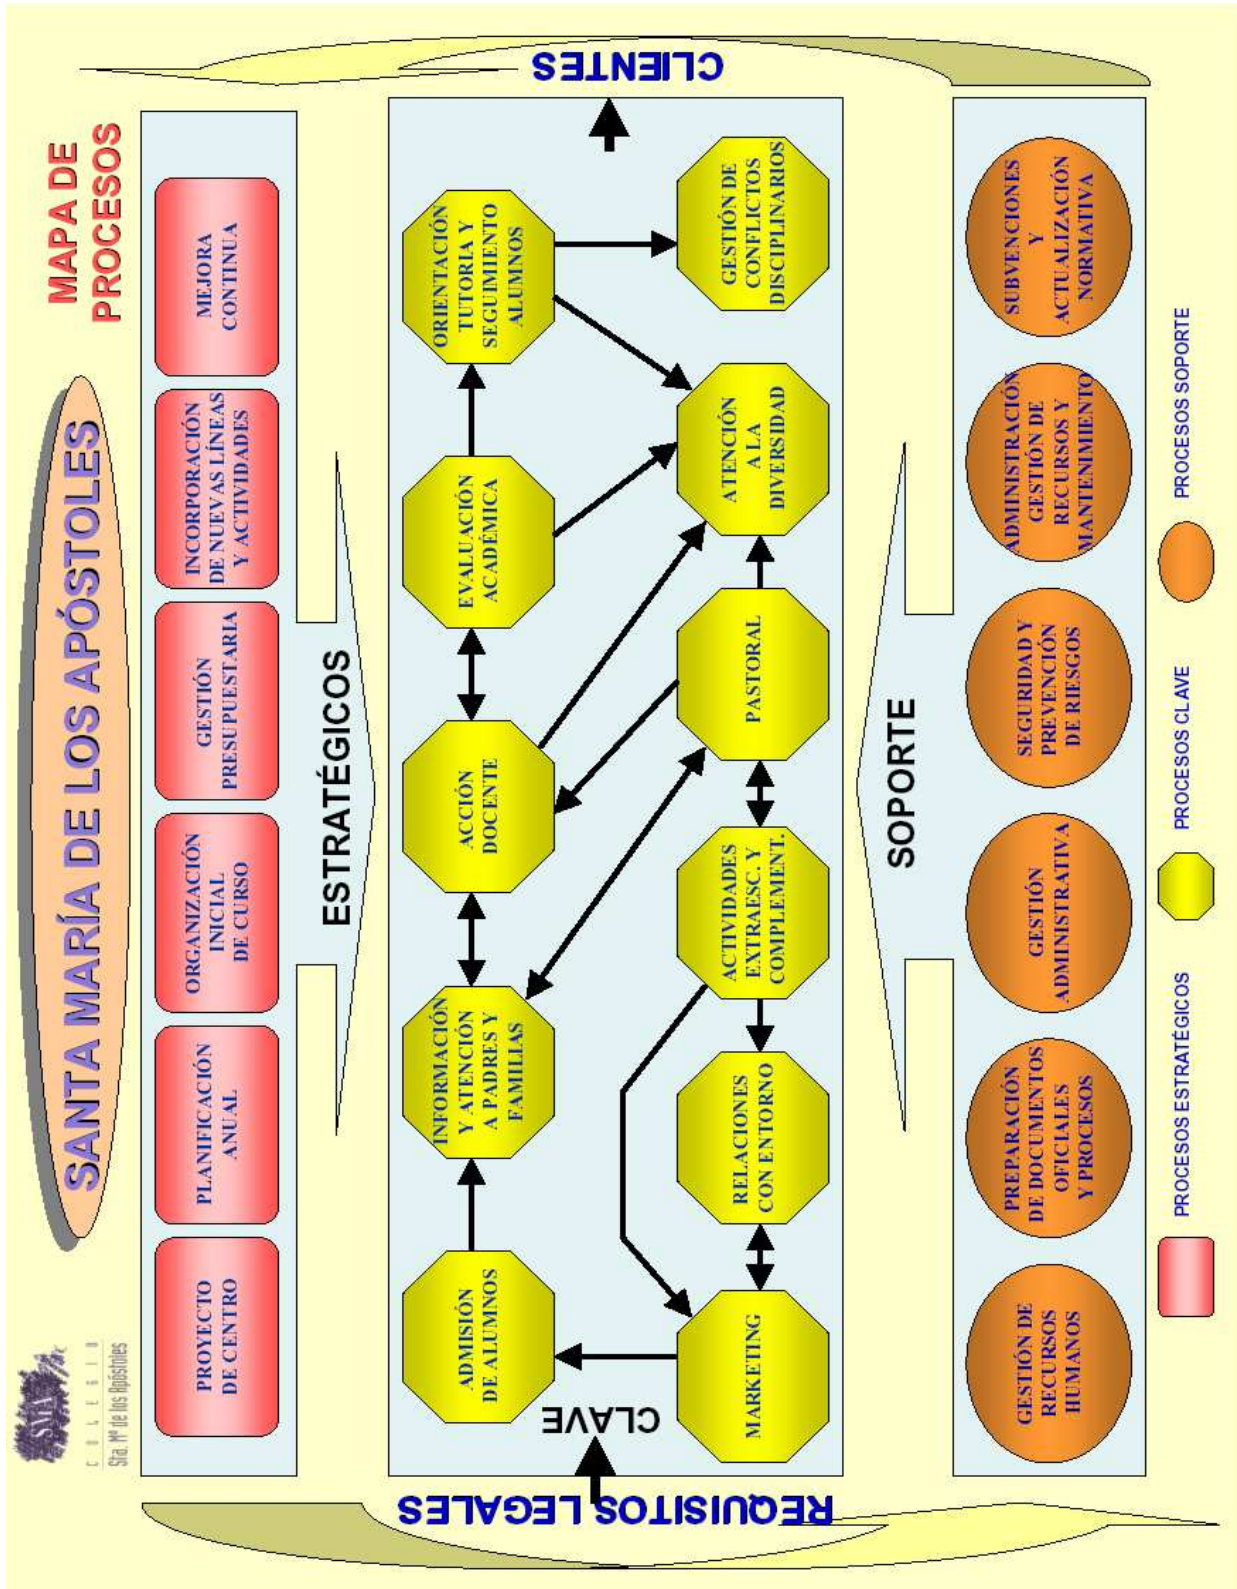 SMA
COLEGIO
Sta. Mª de los Apóstoles
SANTA MARÍA DE LOS APÓSTOLES
MAPA DE
PROCESOS
PROYECTO
DE CENTRO
PLANIFICACIÓN
ANUAL
ORGANIZACIÓN
INICIAL
DE CURSO
GESTIÓN
PRESUPUESTARIA
INCORPORACIÓN
DE NUEVAS LÍNEAS
Y ACTIVIDADES
MEJORA
CONTINUA
ESTRATÉGICOS
REQUISITOS LEGALES
CLAVE
ADMISIÓN
DE ALUMNOS
INFORMACIÓN
Y ATENCIÓN
A PADRES Y
FAMILIAS
ACCIÓN
DOCENTE
EVALUACIÓN
ACADÉMICA
ORIENTACIÓN
TUTORIA Y
SEGUIMIENTO
ALUMNOS
MARKETING
RELACIONES
CON ENTORNO
ACTIVIDADES
EXTRAESC. Y
COMPLEMENT.
PASTORAL
ATENCIÓN
A LA
DIVERSIDAD
GESTIÓN DE
CONFLICTOS
DISCIPLINARIOS
CLIENTES
SOPORTE
GESTIÓN DE
RECURSOS
HUMANOS
PREPARACIÓN
DE DOCUMENTOS
OFICIALES
Y PROCESOS
GESTIÓN
ADMINISTRATIVA
SEGURIDAD Y
PREVENCIÓN
DE RIESGOS
ADMINISTRACIÓN
GESTIÓN DE
RECURSOS Y
MANTENIMIENTO
SUBVENCIONES
Y
ACTUALIZACIÓN
NORMATIVA
PROCESOS ESTRATÉGICOS
PROCESOS CLAVE
PROCESOS SOPORTE